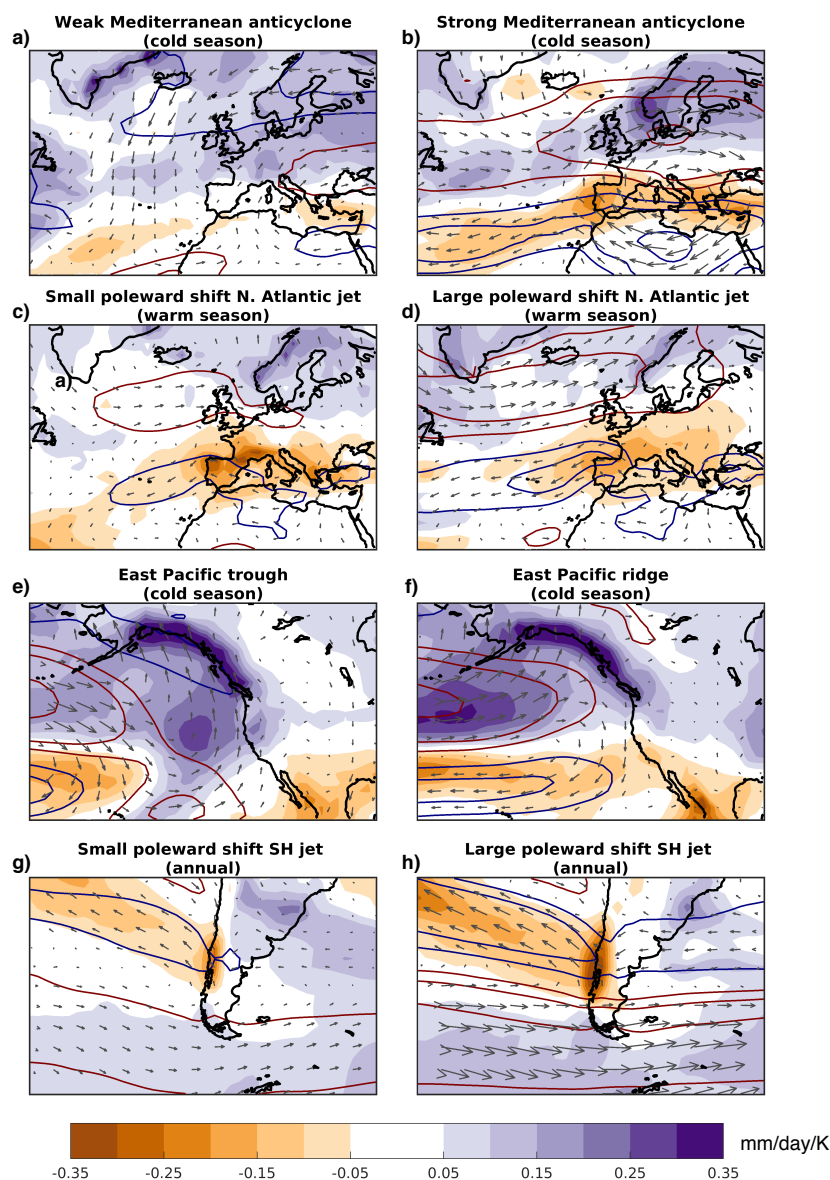 a)
Weak Mediterranean anticyclone
(cold season)
b)
Strong Mediterranean anticyclone
(cold season)
c)
Small poleward shift N. Atlantic jet
(warm season)
a)
d)
Large poleward shift N. Atlantic jet
(warm season)
e)
East Pacific trough
(cold season)
f)
East Pacific ridge
(cold season)
g)
Small poleward shift SH jet
(annual)
h)
Large poleward shift SH jet
(annual)
mm/day/K
-0.35 -0.25 -0.15 -0.05 0.05 0.15 0.25 0.35